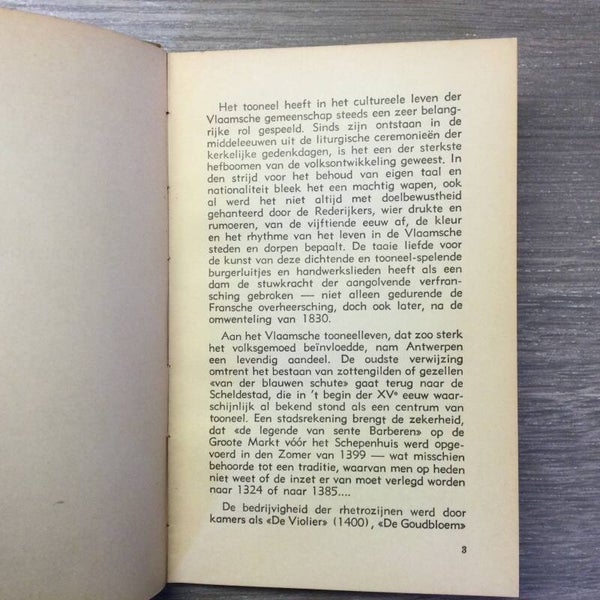 Het tooneel heeft in het cultureele leven der
Vlaamsche gemeenschap steeds een zeer belang-
rijke rol gespeeld. Sinds zijn ontstaan in de
middeleeuwen uit de liturgische ceremonieën der
kerkelijke gedenkdagen, is het een der sterkste
hefboomen van de volksontwikkeling geweest. In
den strijd voor het behoud van eigen taal en
nationaliteit bleek het een machtig wapen, ook
al werd het niet altijd met doelbewustheid
gehanteerd door de Rederijkers, wier drukte en
rumoeren, van de vijftiende eeuw af, de kleur
en het rhythme van het leven in de Vlaamsche
steden en dorpen bepaalt. De taaie liefde voor
de kunst van deze dichtende en tooneel-spelende
burgerluitjes en handwerkslieden heeft als een
dam de stuwkracht der aangolvende verfran-
sching gebroken — niet alleen gedurende de
Fransche overheersching, doch ook later, na de
omwenteling van 1830.
Aan het Vlaamsche tooneelleven, dat zoo sterk
het volksgemoed beïnvloedde, nam Antwerpen
een levendig aandeel. De oudste verwijzing
omtrent het bestaan van zottengilden of gezellen
«van der blauwen schute» gaat terug naar de
Scheldestad, die in 't begin der XVe eeuw waar-
schijnlijk al bekend stond als een centrum van
tooneel. Een stadsrekening brengt de zekerheid,
dat «de legende van sente Barberen» op de
Groote Markt vóór het Schepenhuis werd opge-
voerd in den Zomer van 1399 — wat misschien
behoorde tot een traditie, waarvan men op heden
niet weet of de inzet er van moet verlegd worden
naar 1324 of naar 1385....
De bedrijvigheid der rhetrozijnen werd door
kamers als «De Violier» (1400), «De Goudbloem»
3